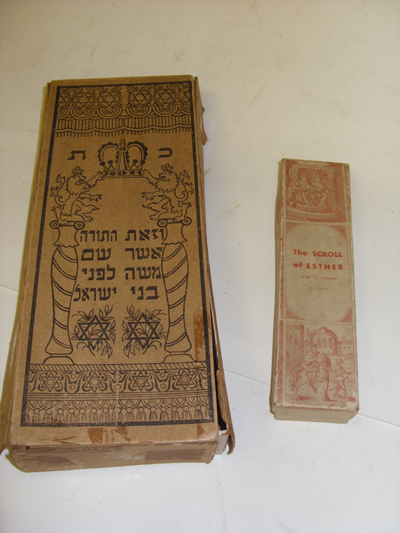 כ ת
וזאת התורה
אשר שם
משה לפני
בני ישראל
The SCROLL
of ESTHER